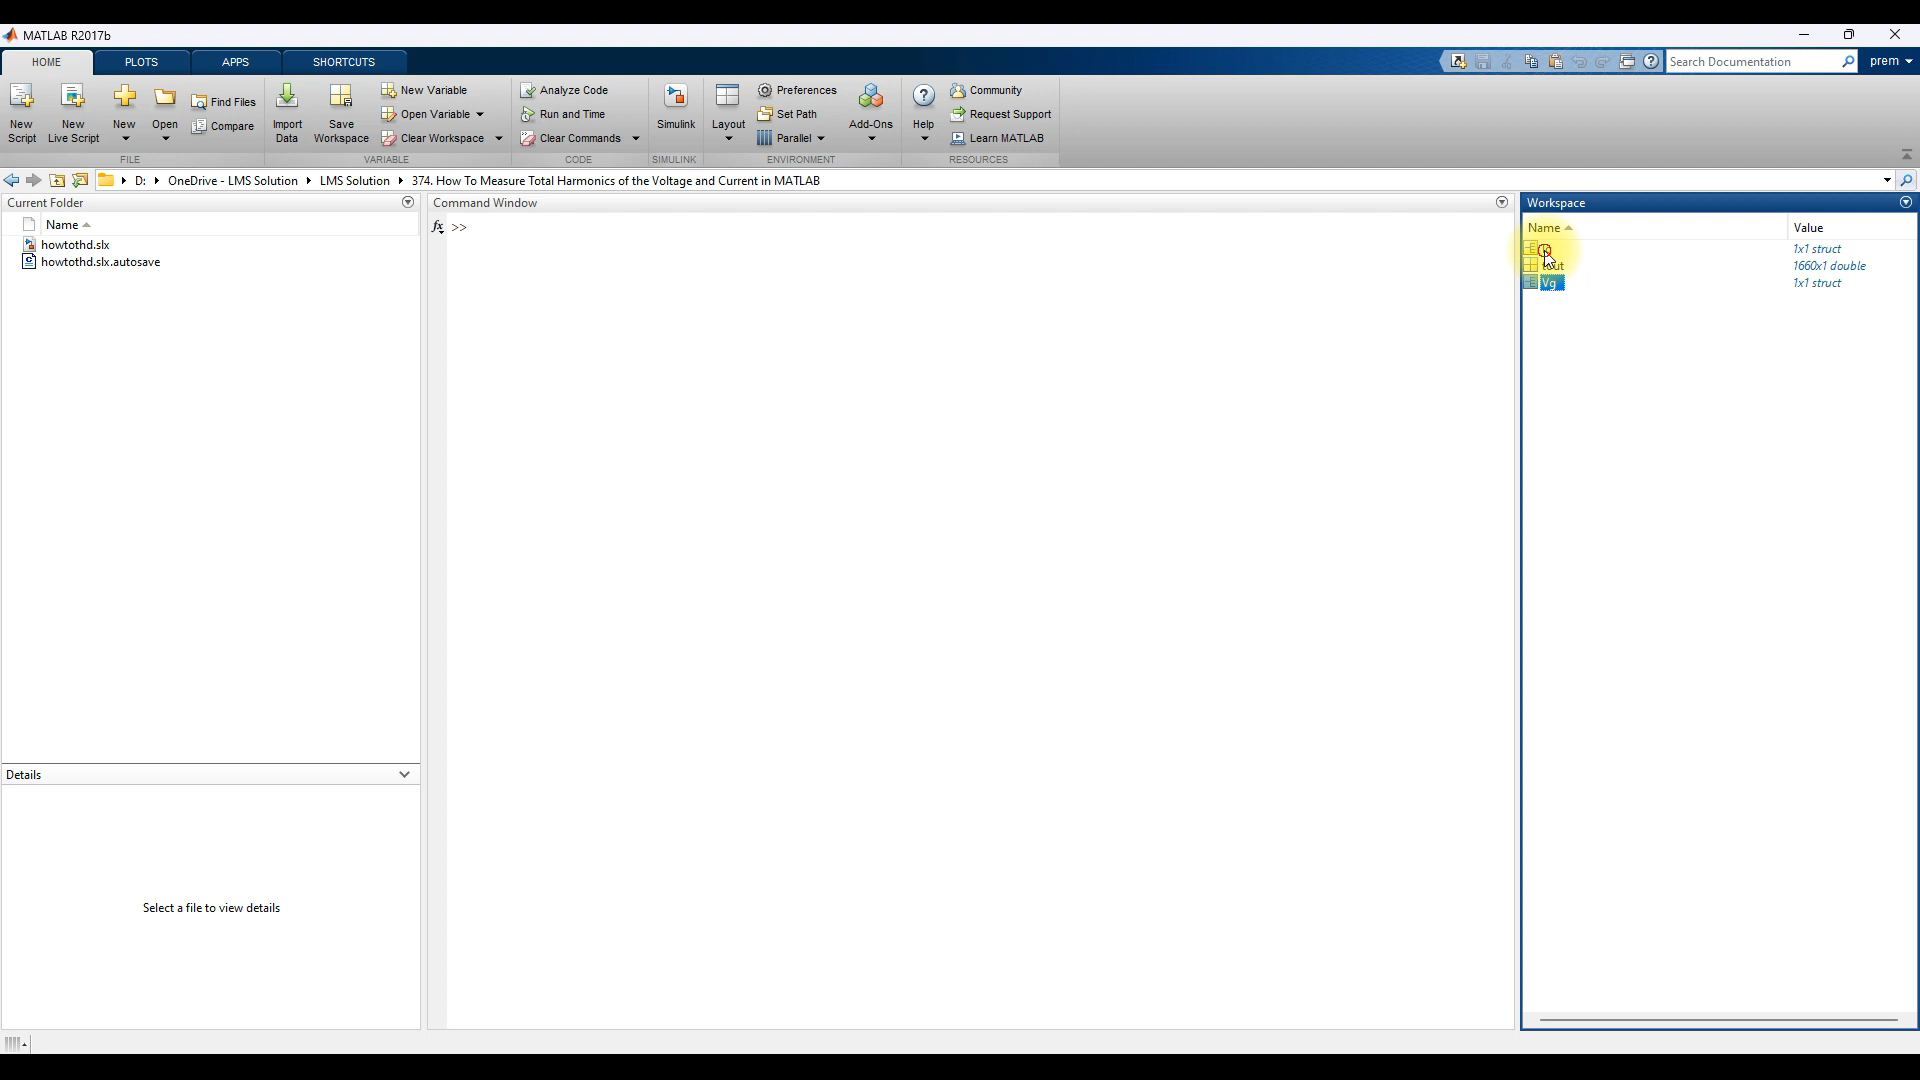 MATLAB R2017b
HOME PLOTS APPS SHORTCUTS
Search Documentation
prem
New Script
New Live Script
New
Open
Find Files
Compare
FILE
Import Data
Save Workspace
New Variable
Open Variable
Clear Workspace
VARIABLE
Analyze Code
Run and Time
Clear Commands
CODE
Simulink
SIMULINK
Layout
Preferences
Set Path
Parallel
Add-Ons
ENVIRONMENT
Help
Community
Request Support
Learn MATLAB
RESOURCES
D: OneDrive - LMS Solution LMS Solution 374. How To Measure Total Harmonics of the Voltage and Current in MATLAB
Current Folder
Name
howtothd.slx
howtothd.slx.autosave
Details
Select a file to view details
Command Window
fx >>
Workspace
Name Value
1x1 struct
1660x1 double
Vg 1x1 struct